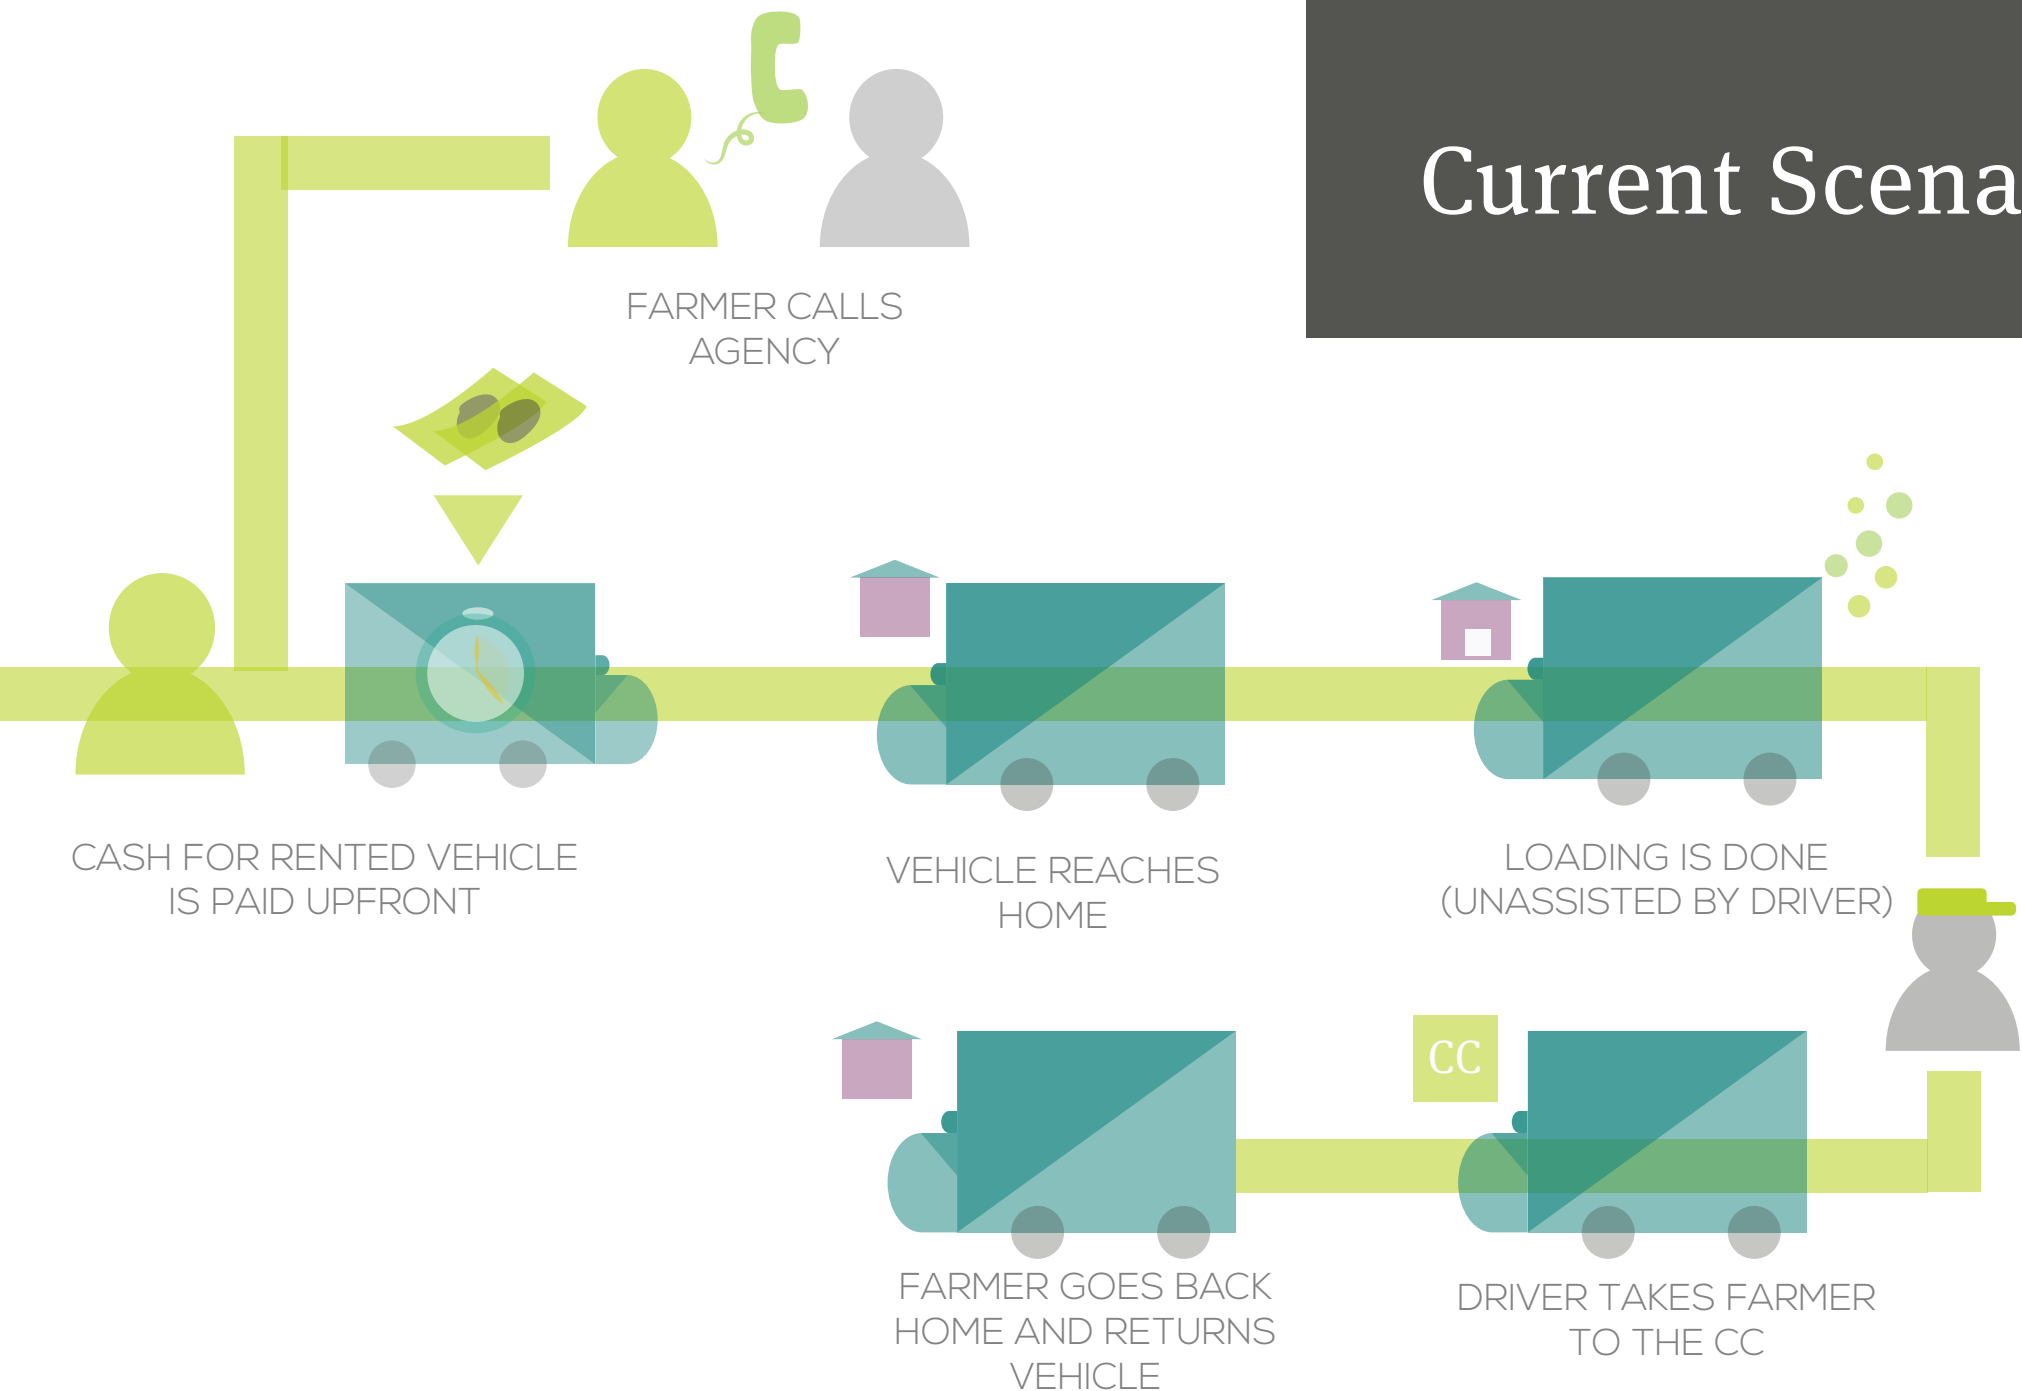 Current Scena
FARMER CALLS
AGENCY
CASH FOR RENTED VEHICLE
IS PAID UPFRONT
VEHICLE REACHES
HOME
LOADING IS DONE
(UNASSISTED BY DRIVER)
CC
FARMER GOES BACK
HOME AND RETURNS
VEHICLE
DRIVER TAKES FARMER
TO THE CC